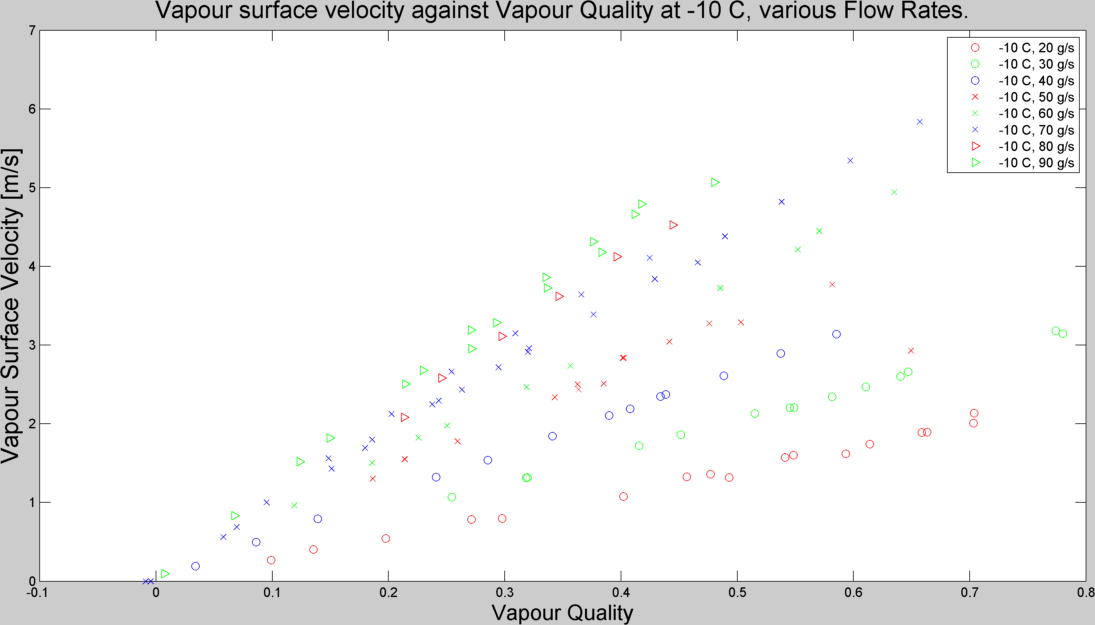 Vapour surface velocity against Vapour Quality at -10 C, various Flow Rates.
7
6
5
4
3
2
1
0
Vapour Surface Velocity [m/s]
-10 C, 20 g/s
-10 C, 30 g/s
-10 C, 40 g/s
-10 C, 50 g/s
-10 C, 60 g/s
-10 C, 70 g/s
-10 C, 80 g/s
-10 C, 90 g/s
-0.1 0 0.1 0.2 0.3 0.4 0.5 0.6 0.7 0.8
Vapour Quality